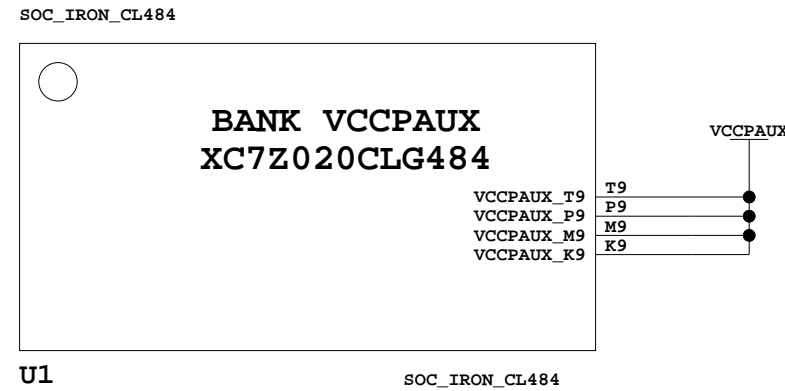 SOC_IRON_CL484
BANK VCCPAUX
XC7Z020CLG484
VCCPAUX
VCCPAUX_T9 T9
VCCPAUX_P9 P9
VCCPAUX_M9 M9
VCCPAUX_K9 K9
U1
SOC_IRON_CL484